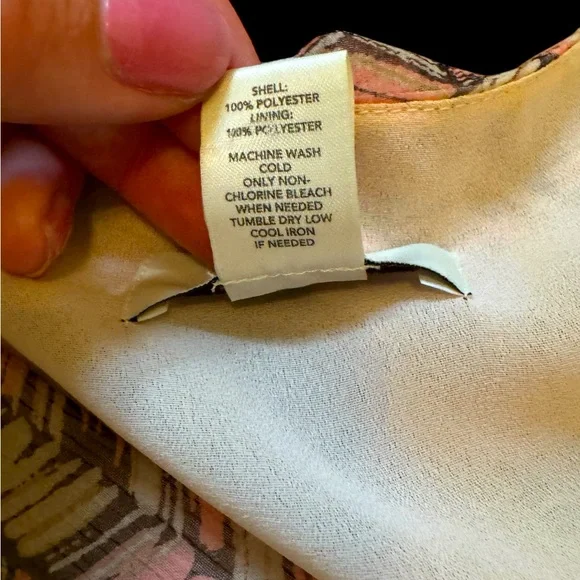 SHELL:
100% POLYESTER
LINING:
100% POLYESTER
MACHINE WASH
COLD
ONLY NON-
CHLORINE BLEACH
WHEN NEEDED
TUMBLE DRY LOW
COOL IRON
IF NEEDED